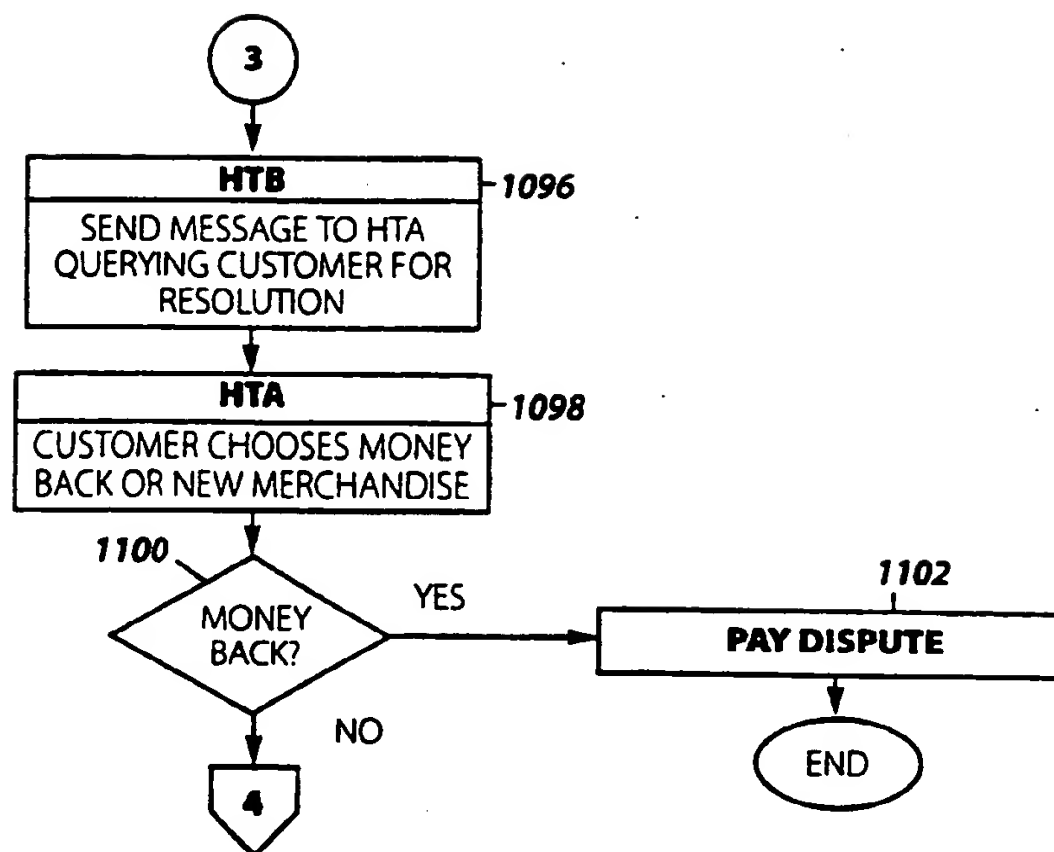 3
HTB
1096
SEND MESSAGE TO HTA
QUERYING CUSTOMER FOR
RESOLUTION
HTA
1098
CUSTOMER CHOOSES MONEY
BACK OR NEW MERCHANDISE
1100
MONEY
BACK?
YES
1102
PAY DISPUTE
NO
END
4